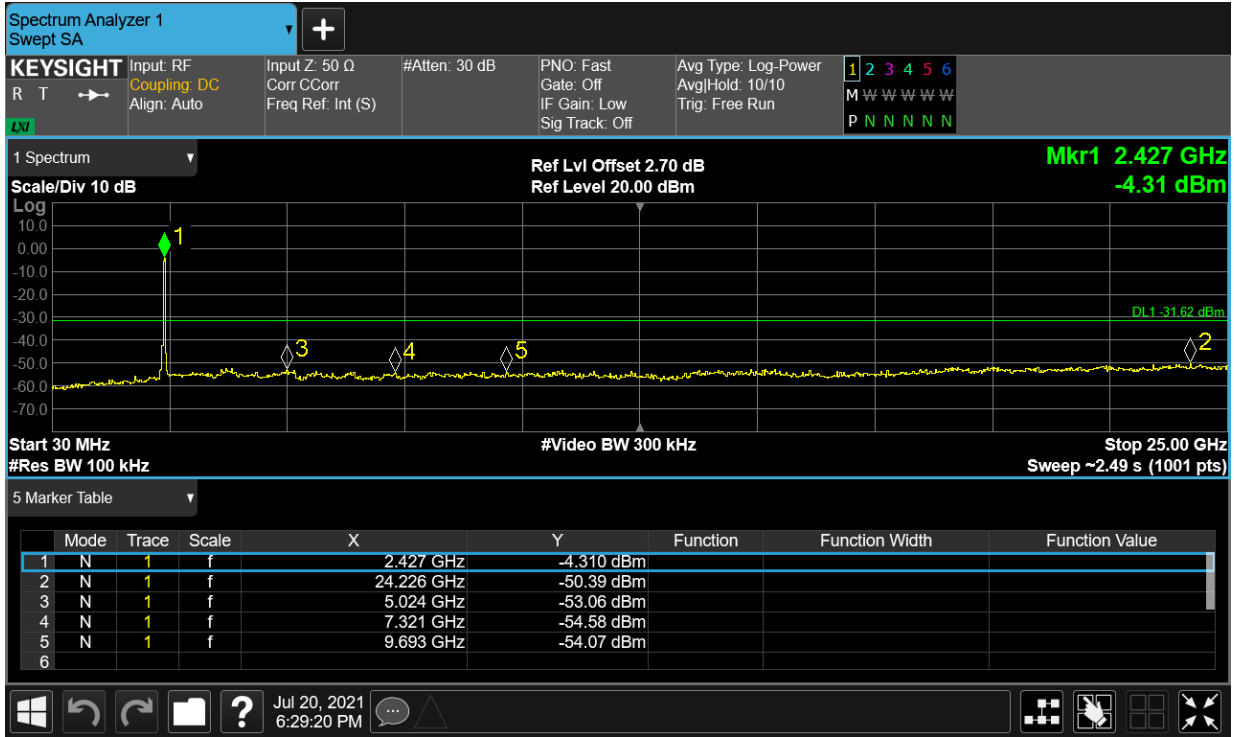 Spectrum Analyzer 1
Swept SA
KEYSIGHT Input: RF Input Z: 50 Ω #Atten: 30 dB PNO: Fast Avg Type: Log-Power 1 2 3 4 5 6
R T Coupling: DC Corr CCorr Gate: Off Avg|Hold: 10/10 M W W W W W
Align: Auto Freq Ref: Int (S) IF Gain: Low Trig: Free Run P N N N N N
LXI Sig Track: Off
1 Spectrum
Ref Lvl Offset 2.70 dB Mkr1 2.427 GHz
Scale/Div 10 dB Ref Level 20.00 dBm -4.31 dBm
Log
10.0
1
0.00
-10.0
-20.0
-30.0 DL1 -31.62 dBm
-40.0
3 4 5 2
-50.0
-60.0
-70.0
Start 30 MHz #Video BW 300 kHz Stop 25.00 GHz
#Res BW 100 kHz Sweep ~2.49 s (1001 pts)
5 Marker Table
Mode Trace Scale X Y Function Function Width Function Value
1 N 1 f 2.427 GHz -4.310 dBm
2 N 1 f 24.226 GHz -50.39 dBm
3 N 1 f 5.024 GHz -53.06 dBm
4 N 1 f 7.321 GHz -54.58 dBm
5 N 1 f 9.693 GHz -54.07 dBm
6
? Jul 20, 2021
6:29:20 PM